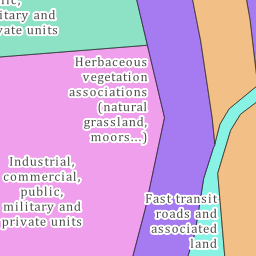 military and
private units
Herbaceous
vegetation
associations
(natural
grassland,
moors...)
Industrial,
commercial,
public,
military and
private units
Fast transit
roads and
associated
land